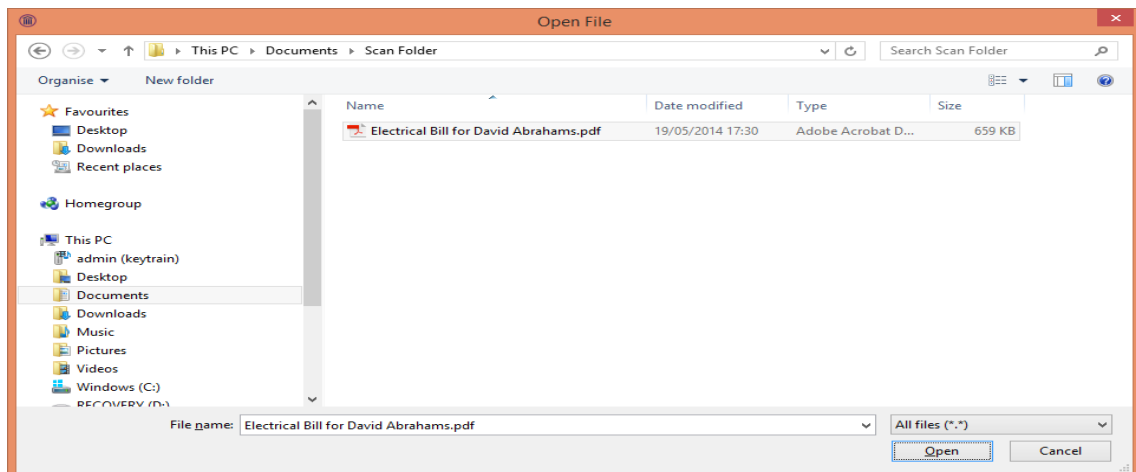 Open File
This PC Documents Scan Folder
Search Scan Folder
Organise New folder
Favourites
Desktop
Downloads
Recent places
Homegroup
This PC
admin (keytrain)
Desktop
Documents
Downloads
Music
Pictures
Videos
Windows (C:)
RECOVERY (D:)
Name Date modified Type Size
Electrical Bill for David Abrahams.pdf 19/05/2014 17:30 Adobe Acrobat D... 659 KB
File name: Electrical Bill for David Abrahams.pdf All files (*.*)
Open Cancel